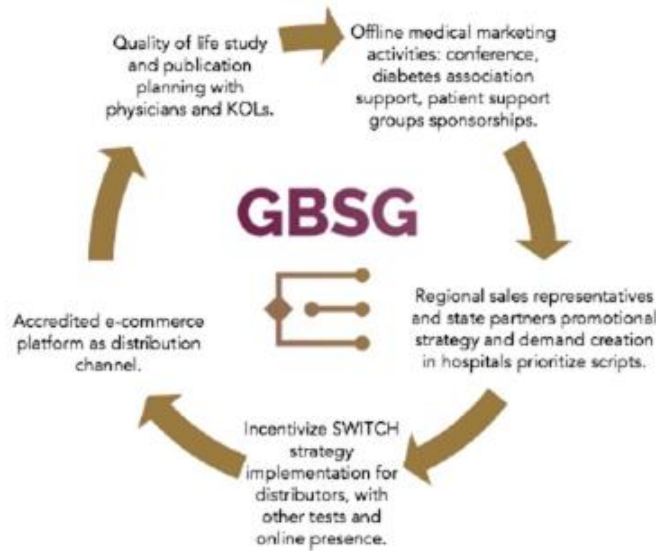 Quality of life study
and publication
planning with
physicians and KOLs.
Offline medical marketing
activities: conference,
diabetes association
support, patient support
groups sponsorships.
GBSG
Regional sales representatives
and state partners promotional
strategy and demand creation
in hospitals prioritize scripts.
Incentivize SWITCH
strategy
implementation for
distributors, with
other tests and
online presence.
Accredited e-commerce
platform as distribution
channel.